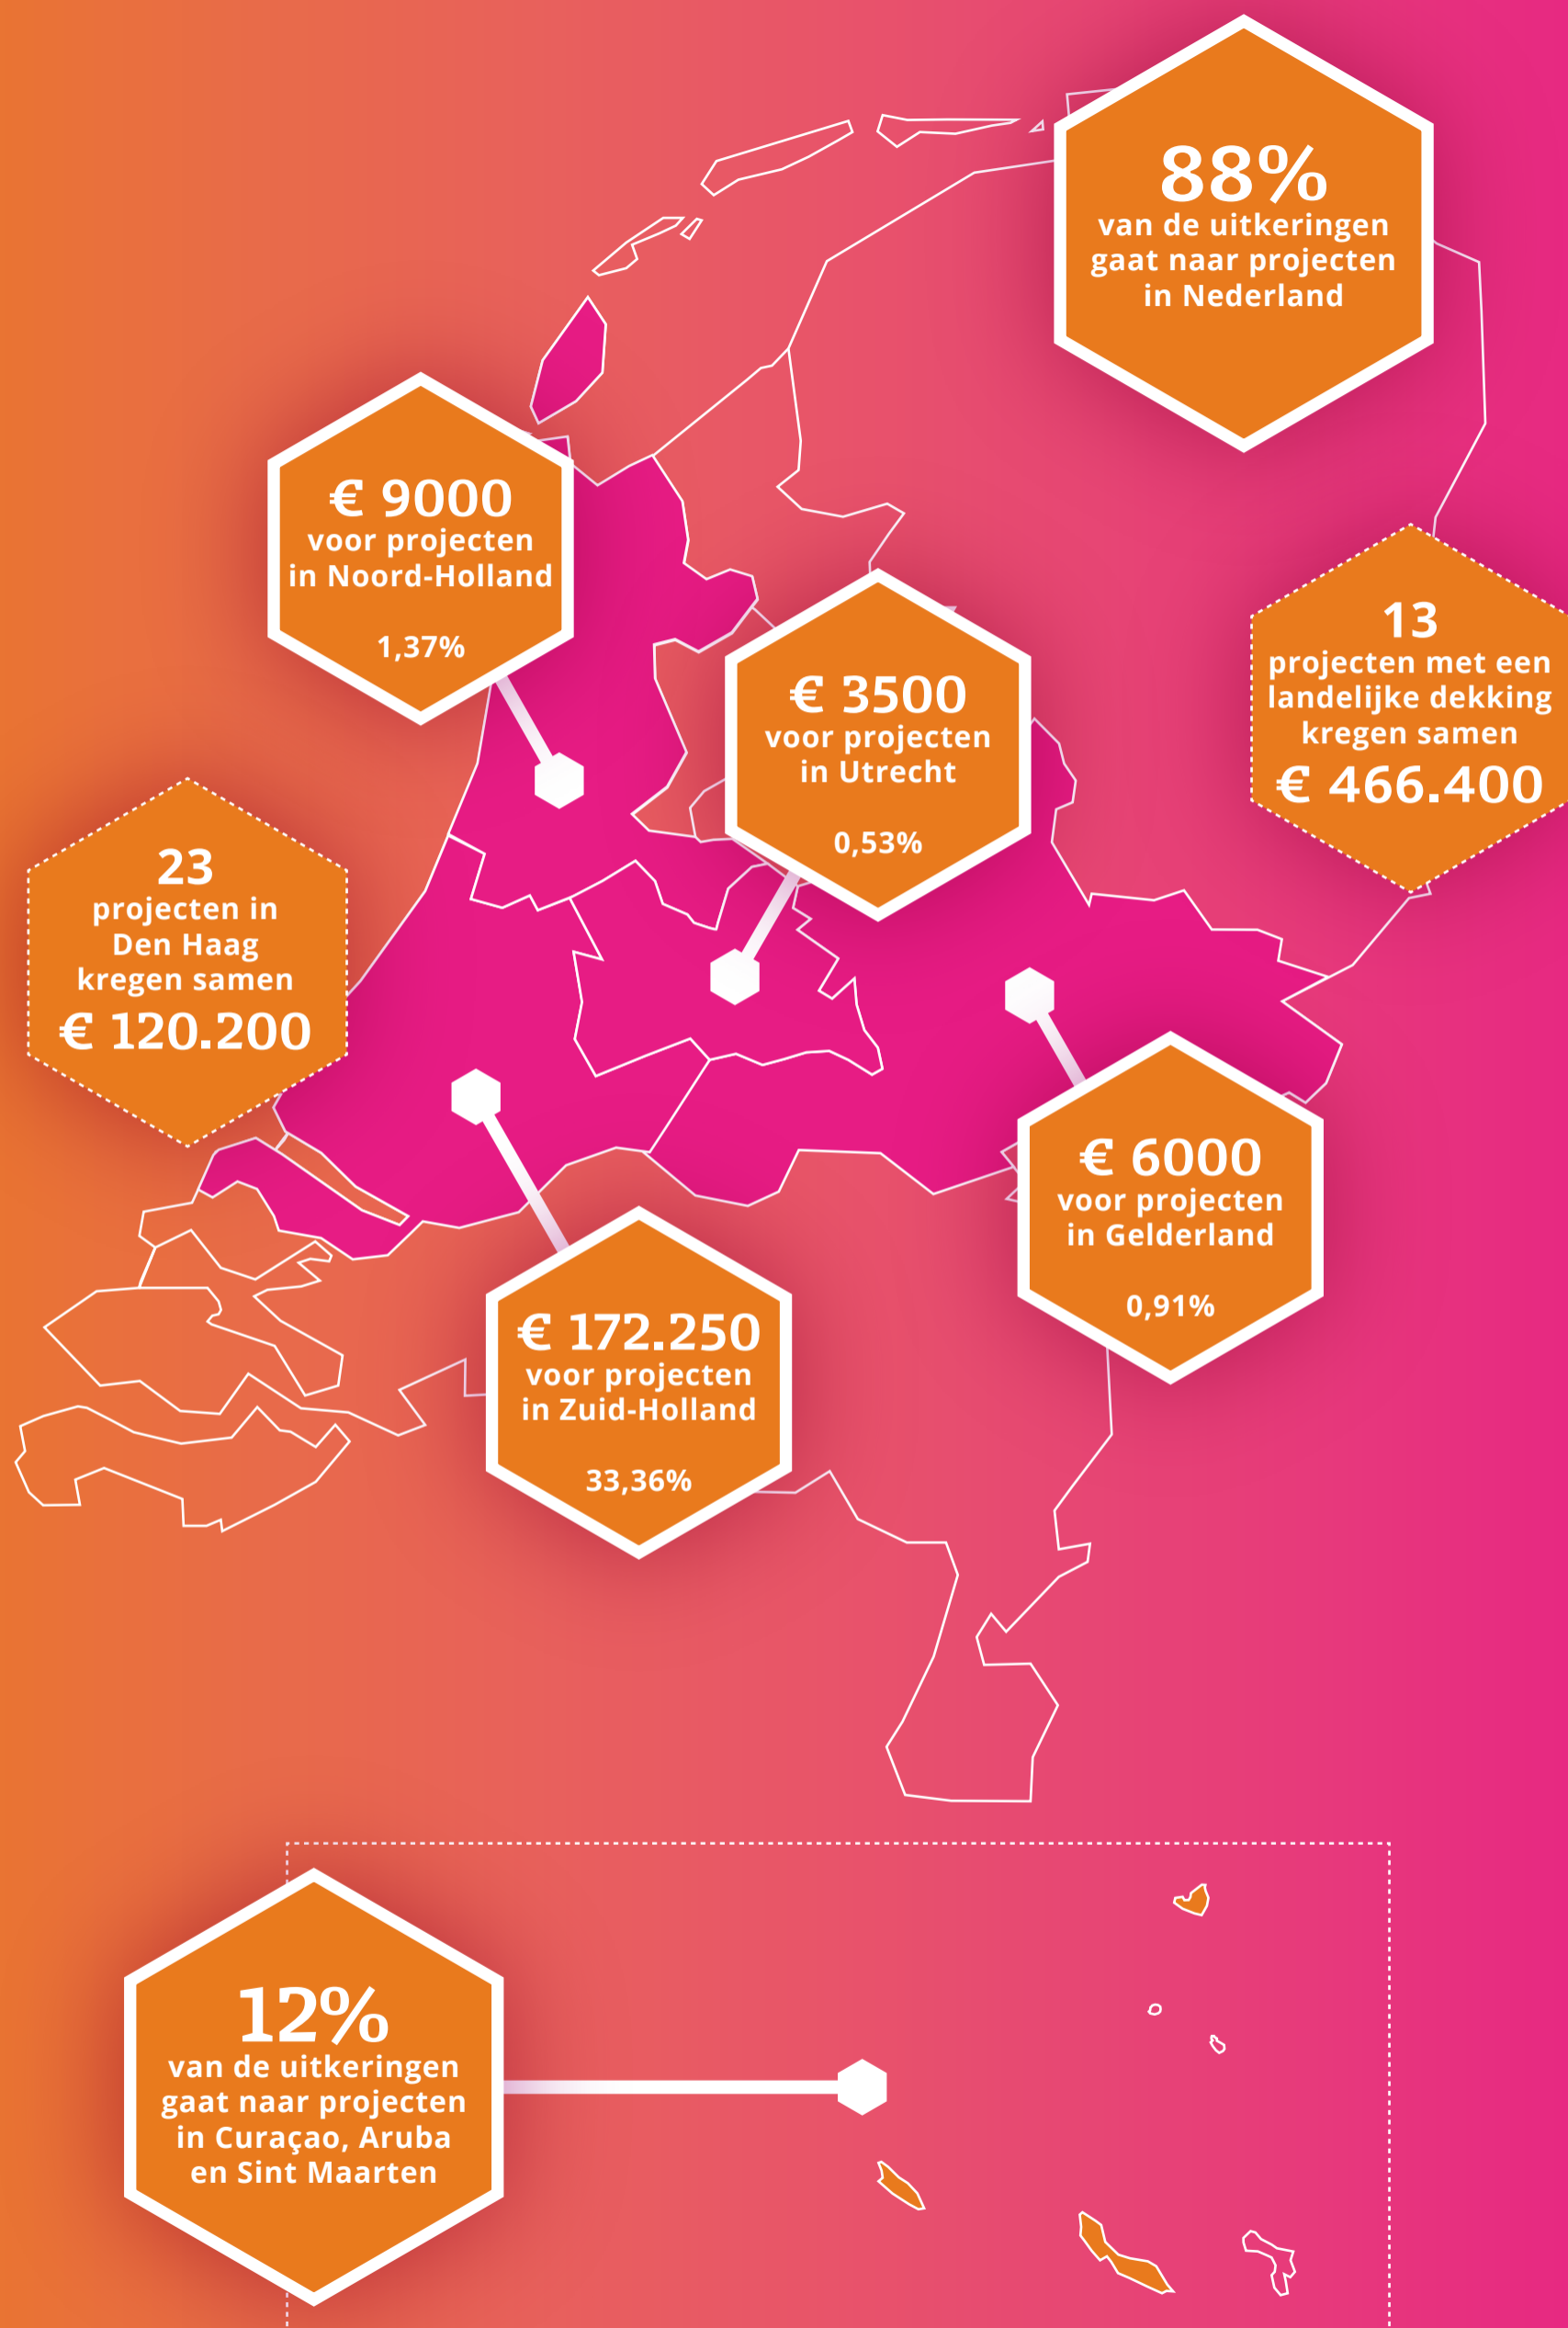 88%
van de uitkeringen
gaat naar projecten
in Nederland
€ 9000
voor projecten
in Noord-Holland
1,37%
€ 3500
voor projecten
in Utrecht
0,53%
13
projecten met een
landelijke dekking
kregen samen
€ 466.400
23
projecten in
Den Haag
kregen samen
€ 120.200
€ 6000
voor projecten
in Gelderland
0,91%
€ 172.250
voor projecten
in Zuid-Holland
33,36%
12%
van de uitkeringen
gaat naar projecten
in Curaçao, Aruba
en Sint Maarten